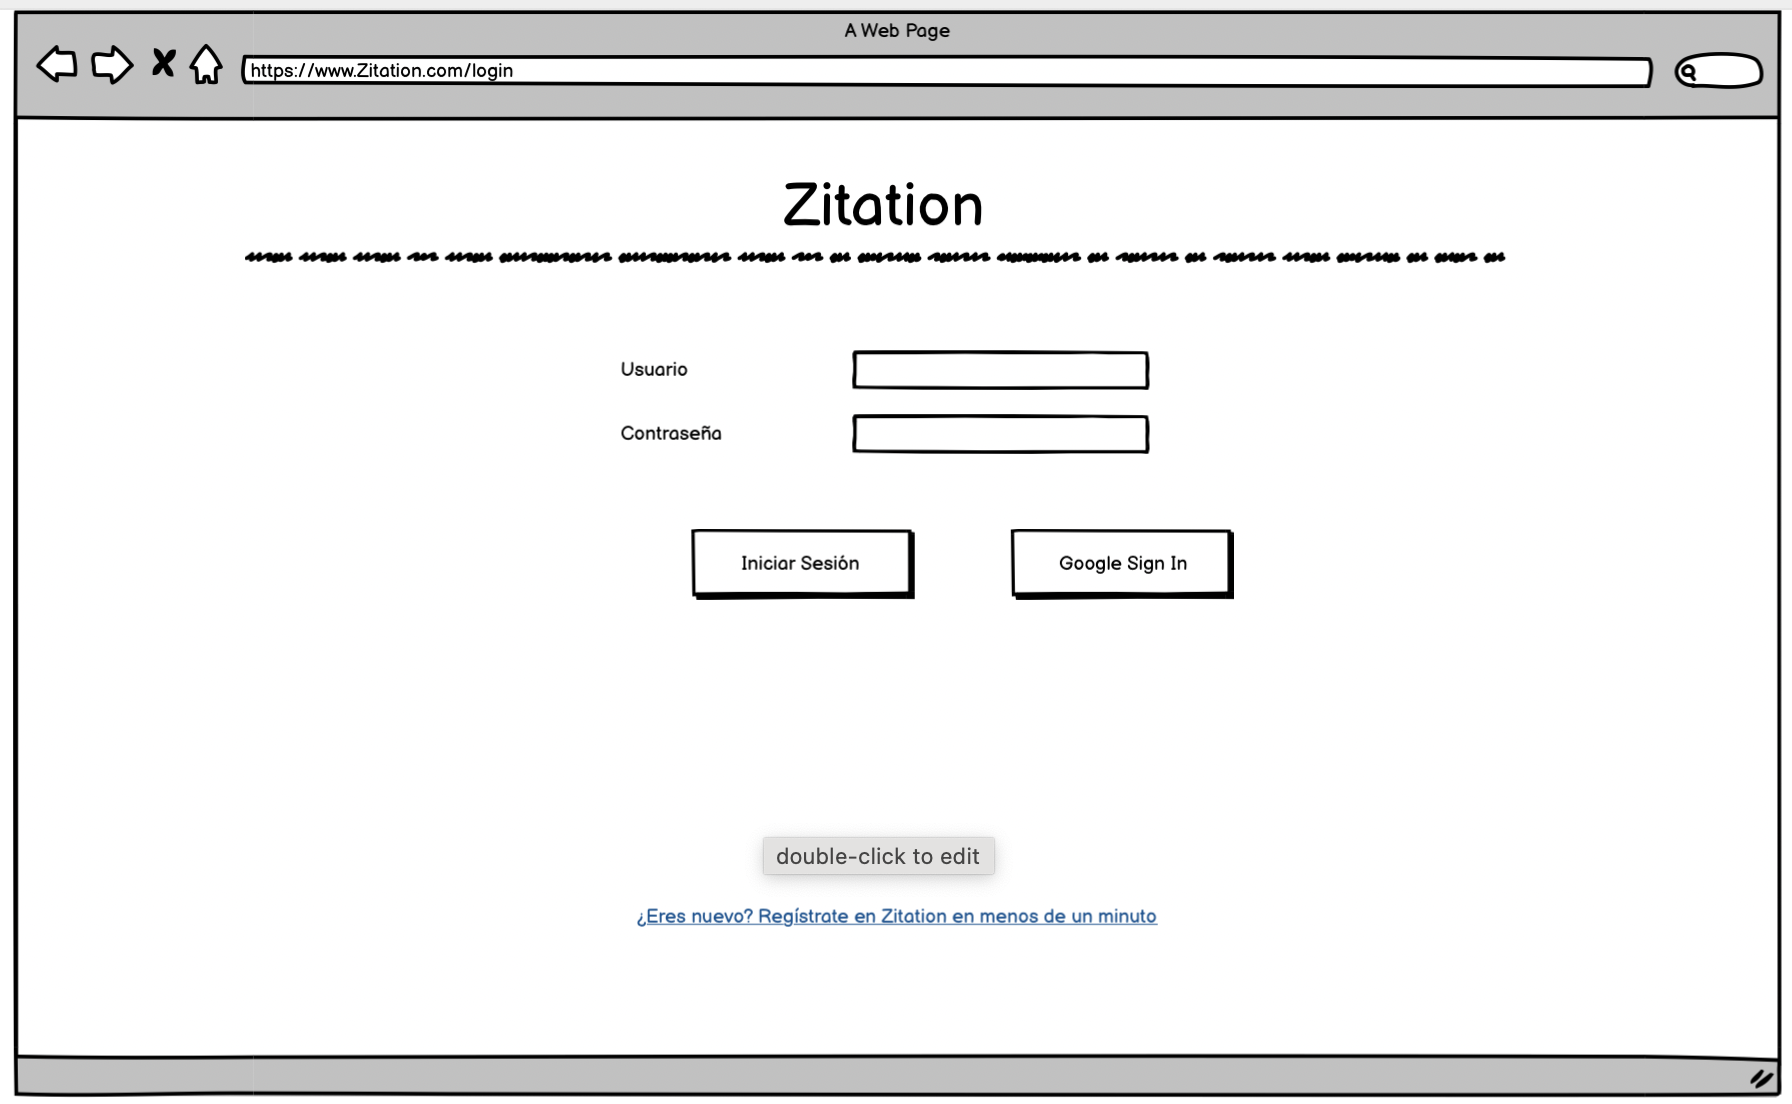 A Web Page
https://www.Zitation.com/login
Zitation
Usuario
Contraseña
Iniciar Sesión
Google Sign In
double-click to edit
¿Eres nuevo? Regístrate en Zitation en menos de un minuto